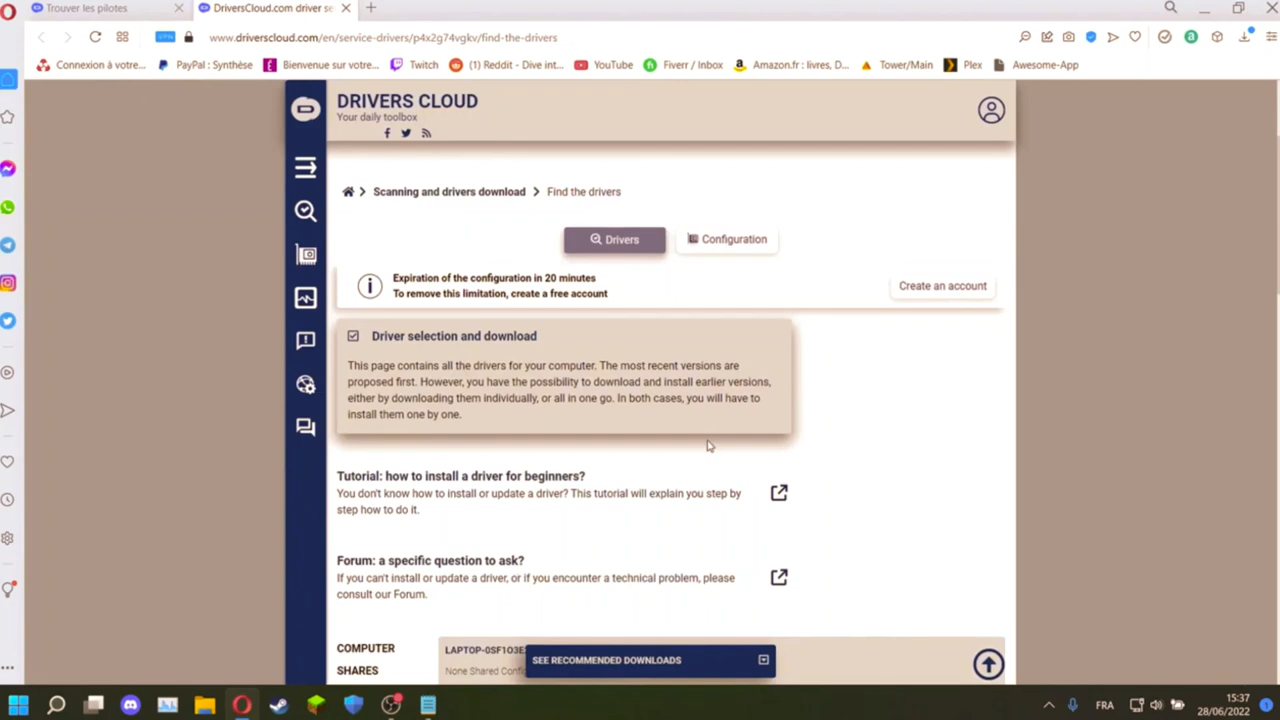 Trouver les pilotes
DriversCloud.com driver se
VPN
www.driverscloud.com/en/service-drivers/p4x2g74vgkv/find-the-drivers
Connexion à votre...
PayPal : Synthèse
Bienvenue sur votre...
Twitch
(1) Reddit - Dive int...
YouTube
Fiverr / Inbox
Amazon.fr : livres, D...
Tower/Main
Plex
Awesome-App
DRIVERS CLOUD
Your daily toolbox
Scanning and drivers download
Find the drivers
Drivers
Configuration
Expiration of the configuration in 20 minutes
To remove this limitation, create a free account
Create an account
Driver selection and download
This page contains all the drivers for your computer. The most recent versions are
proposed first. However, you have the possibility to download and install earlier versions,
either by downloading them individually, or all in one go. In both cases, you will have to
install them one by one.
Tutorial: how to install a driver for beginners?
You don't know how to install or update a driver? This tutorial will explain you step by
step how to do it.
Forum: a specific question to ask?
If you can't install or update a driver, or if you encounter a technical problem, please
consult our Forum.
COMPUTER
SHARES
None Shared
SEE RECOMMENDED DOWNLOADS
FRA
15:37
28/06/2022